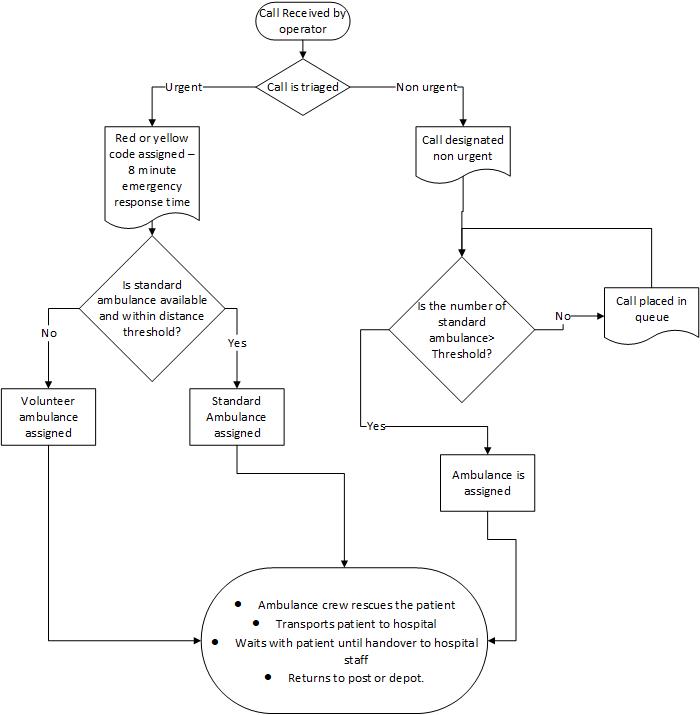 Call Received by
operator
Call is triaged
Urgent
Non urgent
Red or yellow
code assigned –
8 minute
emergency
response time
Call designated
non urgent
Is standard
ambulance available
and within distance
threshold?
Is the number of
standard
ambulance>
Threshold?
No
Call placed in
queue
No
Yes
Volunteer
ambulance
assigned
Standard
Ambulance
assigned
Yes
Ambulance is
assigned
● Ambulance crew rescues the patient
● Transports patient to hospital
● Waits with patient until handover to hospital
staff
● Returns to post or depot.